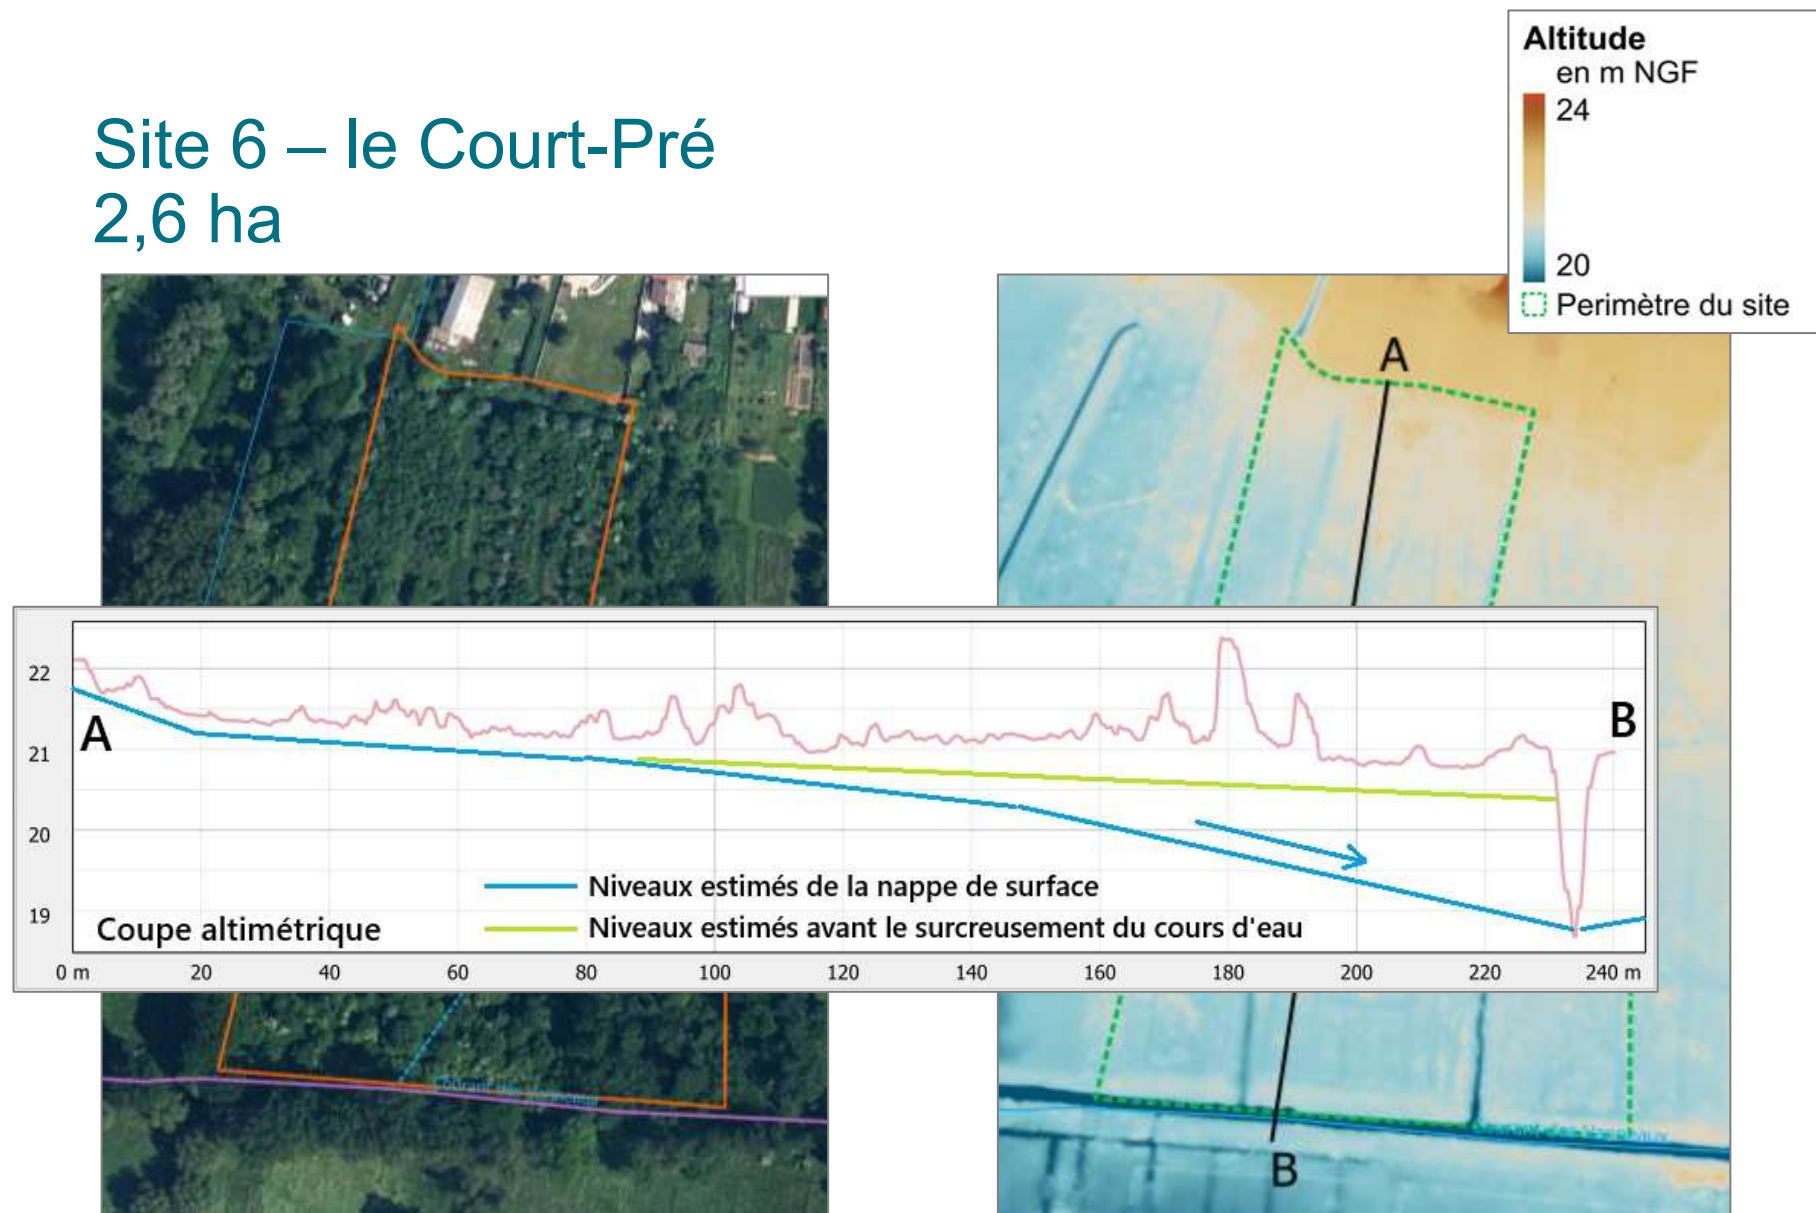 Altitude
en m NGF
24
20
Perimètre du site
Site 6 – le Court-Pré
2,6 ha
A
22
21
20
19
A
B
Niveaux estimés de la nappe de surface
Niveaux estimés avant le surcreusement du cours d'eau
Coupe altimétrique
0 m 20 40 60 80 100 120 140 160 180 200 220 240 m
B